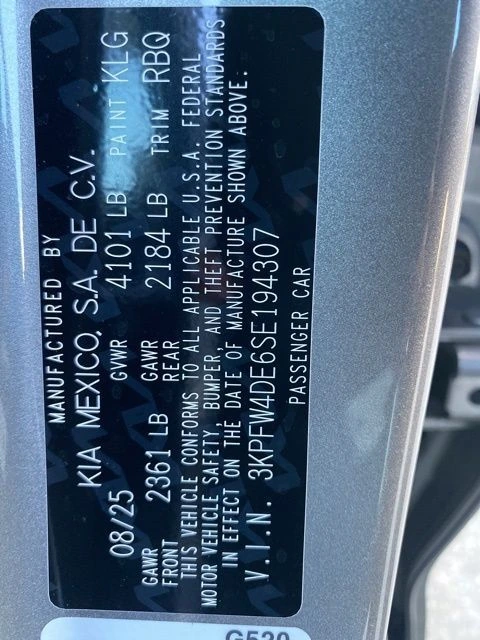 MANUFACTURED BY
KIA MEXICO, S.A. DE C.V.
08/25 GVWR 4101 LB PAINT KLG
GAWR FRONT 2361 LB GAWR REAR 2184 LB TRIM RBQ
THIS VEHICLE CONFORMS TO ALL APPLICABLE U.S.A. FEDERAL
MOTOR VEHICLE SAFETY, BUMPER, AND THEFT PREVENTION STANDARDS
IN EFFECT ON THE DATE OF MANUFACTURE SHOWN ABOVE.
V.I.N. 3KPFW4DE6SE194307
PASSENGER CAR
G520